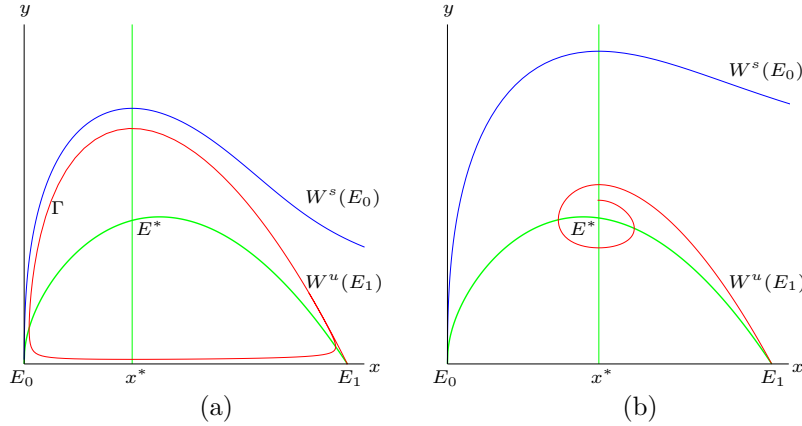 y
W^s(E_0)
Γ
E^*
W^u(E_1)
E_0
x^*
E_1
x
(a)
y
W^s(E_0)
E^*
W^u(E_1)
E_0
x^*
E_1
x
(b)